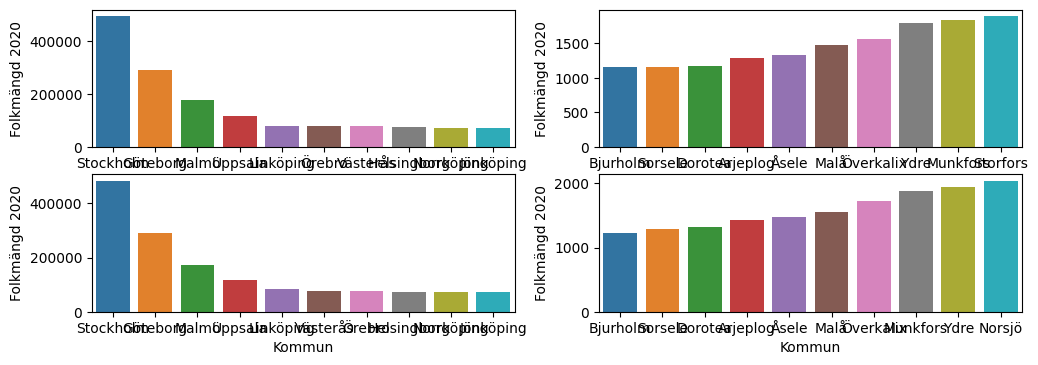 Folkmängd 2020
400000
200000
0
Stockholm Göteborg Malmö Uppsala Linköping Örebro Västerås Helsingborg Norrköping Jönköping
Folkmängd 2020
1500
1000
500
0
Bjurholm Sorsele Dorotea Arjeplog Åsele Malå Överkalix Ydre Munkfors Storfors
Folkmängd 2020
400000
200000
0
Stockholm Göteborg Malmö Uppsala Linköping Västerås Örebro Helsingborg Norrköping Jönköping
Kommun
Folkmängd 2020
2000
1000
0
Bjurholm Sorsele Dorotea Arjeplog Åsele Malå Överkalix Munkfors Ydre Norsjö
Kommun